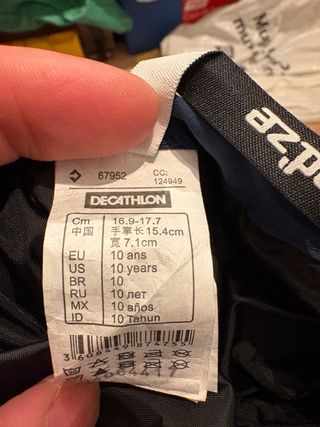 67952
CC:
124949
DECATHLON
Cm 16.9-17.7
中国 手掌长15.4cm
宽7.1cm
EU 10 ans
US 10 years
BR 10
RU 10 лет
MX 10 años
ID 10 Tahun